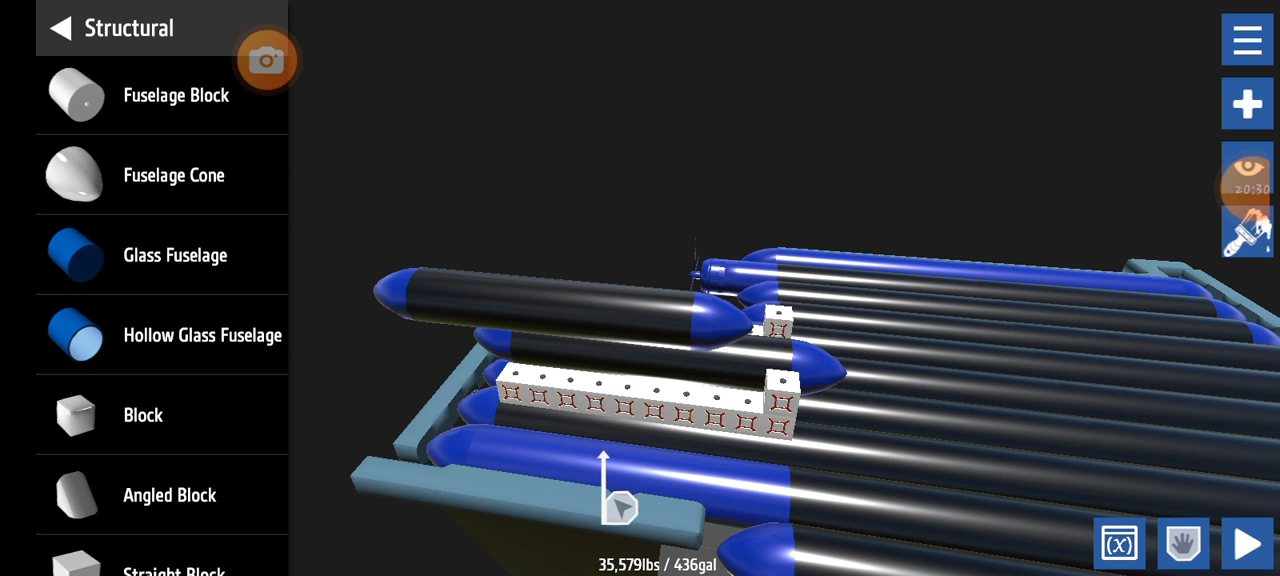 Structural
Fuselage Block
Fuselage Cone
Glass Fuselage
Hollow Glass Fuselage
Block
Angled Block
Straight Block
20:30
(x)
35,579lbs / 436gal